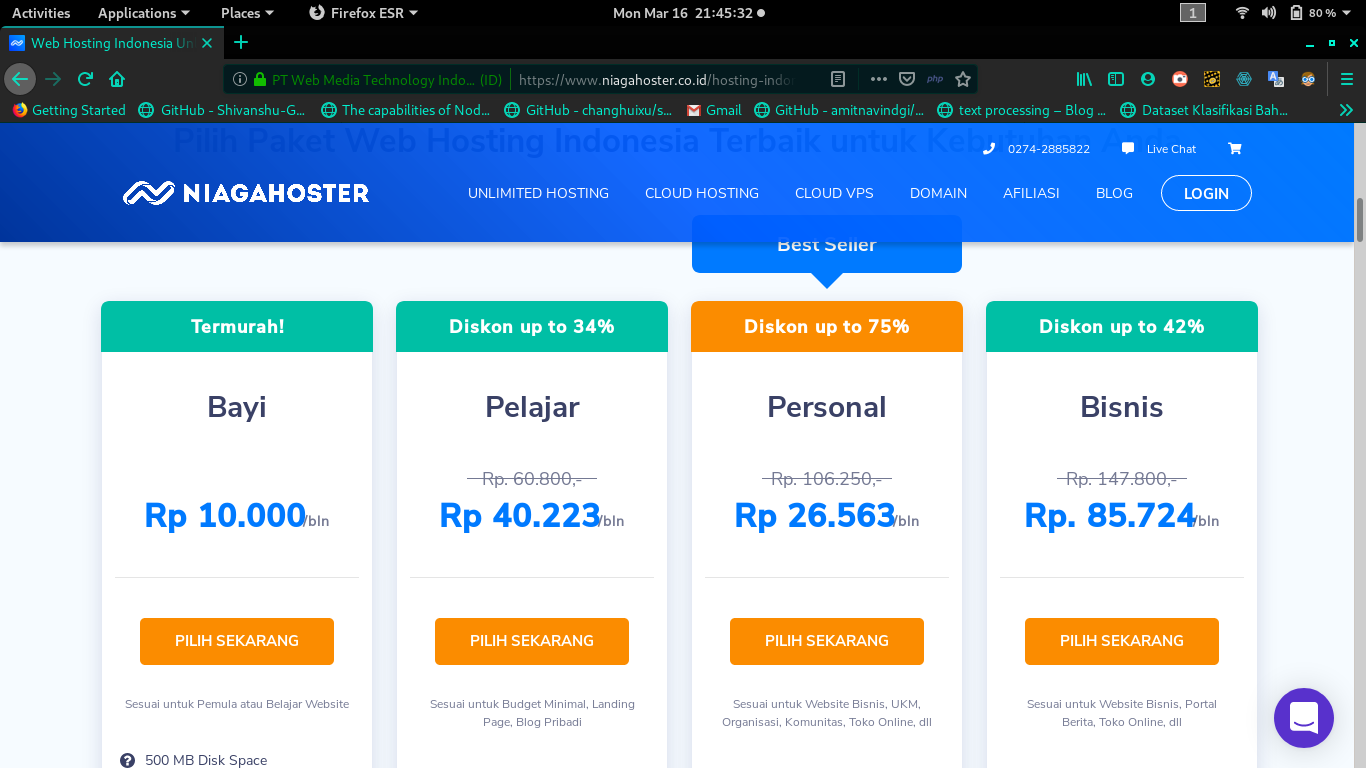 Activities Applications Places Firefox ESR Mon Mar 16 21:45:32 1 80 %
Web Hosting Indonesia Un
PT Web Media Technology Indo... (ID) https://www.niagahoster.co.id/hosting-indo php
Getting Started GitHub - Shivanshu-G... The capabilities of Nod... GitHub - changhuixu/s... Gmail GitHub - amitnavindgi/... text processing – Blog ... Dataset Klasifikasi Bah...
Pilih Paket Web Hosting Indonesia Terbaik untuk Kebutuhan Anda
0274-2885822 Live Chat
NIAGAHOSTER UNLIMITED HOSTING CLOUD HOSTING CLOUD VPS DOMAIN AFILIASI BLOG LOGIN
Best Seller
Termurah! Diskon up to 34% Diskon up to 75% Diskon up to 42%
Bayi Pelajar Personal Bisnis
Rp. 60.800,- Rp. 106.250,- Rp. 147.800,-
Rp 10.000/bln Rp 40.223/bln Rp 26.563/bln Rp. 85.724/bln
PILIH SEKARANG PILIH SEKARANG PILIH SEKARANG PILIH SEKARANG
Sesuai untuk Pemula atau Belajar Website Sesuai untuk Budget Minimal, Landing Sesuai untuk Website Bisnis, UKM, Sesuai untuk Website Bisnis, Portal
Page, Blog Pribadi Organisasi, Komunitas, Toko Online, dll Berita, Toko Online, dll
500 MB Disk Space